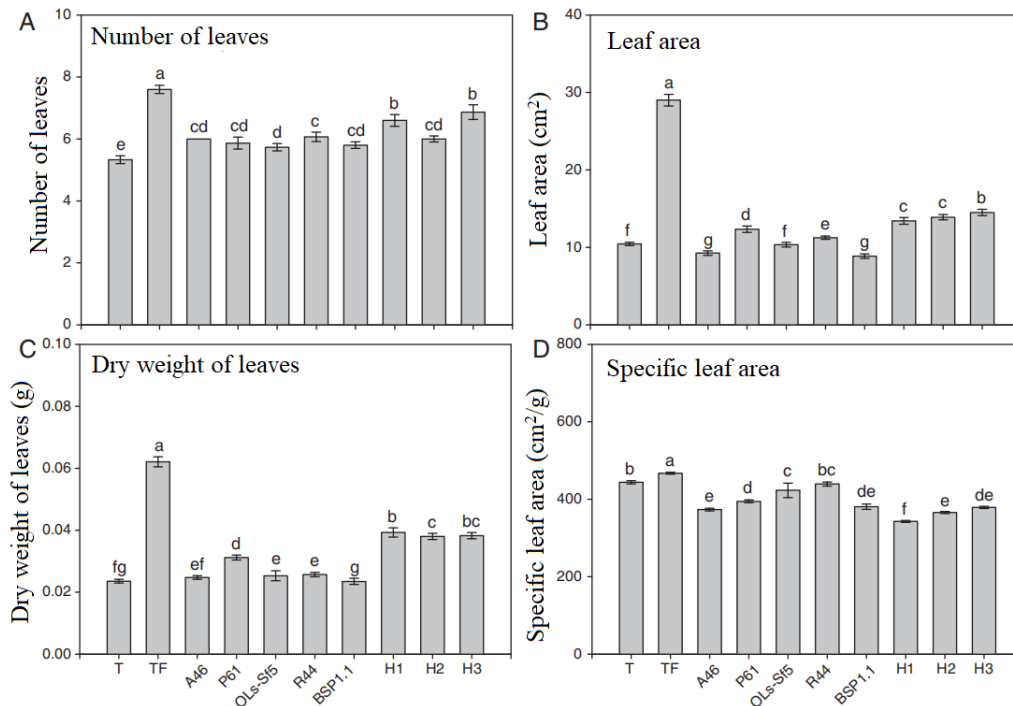 A
Number of leaves
Number of leaves
10
8
6
4
2
0
e
a
cd
cd
d
c
cd
b
cd
b
B
Leaf area
Leaf area (cm²)
40
30
20
10
0
f
a
g
d
f
e
g
c
c
b
C
Dry weight of leaves
Dry weight of leaves (g)
0.10
0.08
0.06
0.04
0.02
0.00
fg
a
ef
d
e
e
g
b
c
bc
T
TF
A46
P61
OLs-Sf5
R44
BSP1.1
H1
H2
H3
D
Specific leaf area
Specific leaf area (cm²/g)
800
600
400
200
0
b
a
e
d
c
bc
de
f
e
de
T
TF
A46
P61
OLs-Sf5
R44
BSP1.1
H1
H2
H3